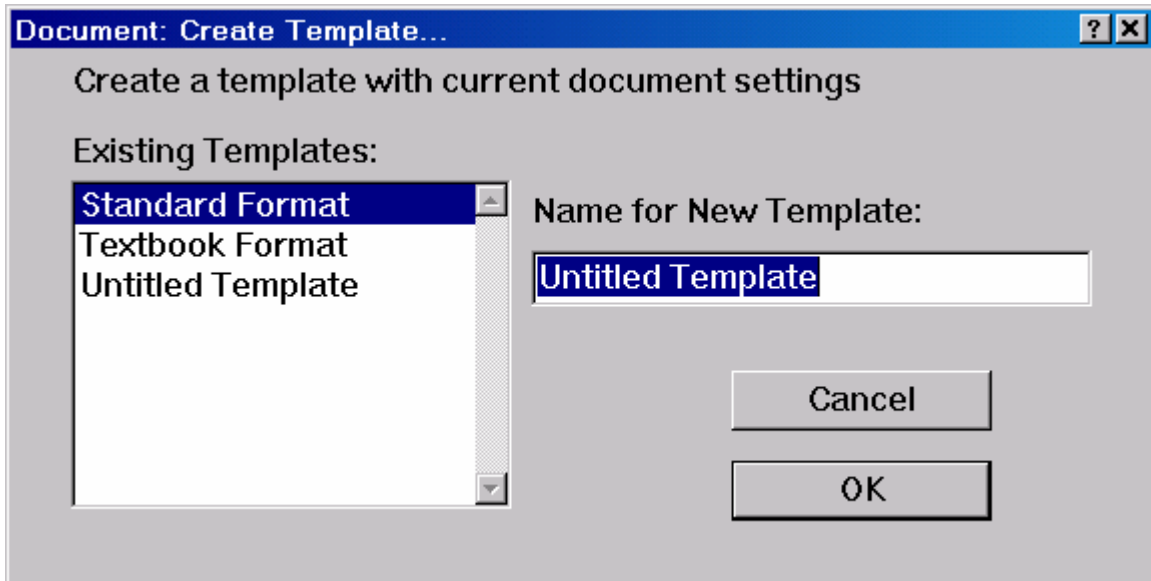 Document: Create Template...
Create a template with current document settings
Existing Templates:
Standard Format
Textbook Format
Untitled Template
Name for New Template:
Untitled Template
Cancel
OK